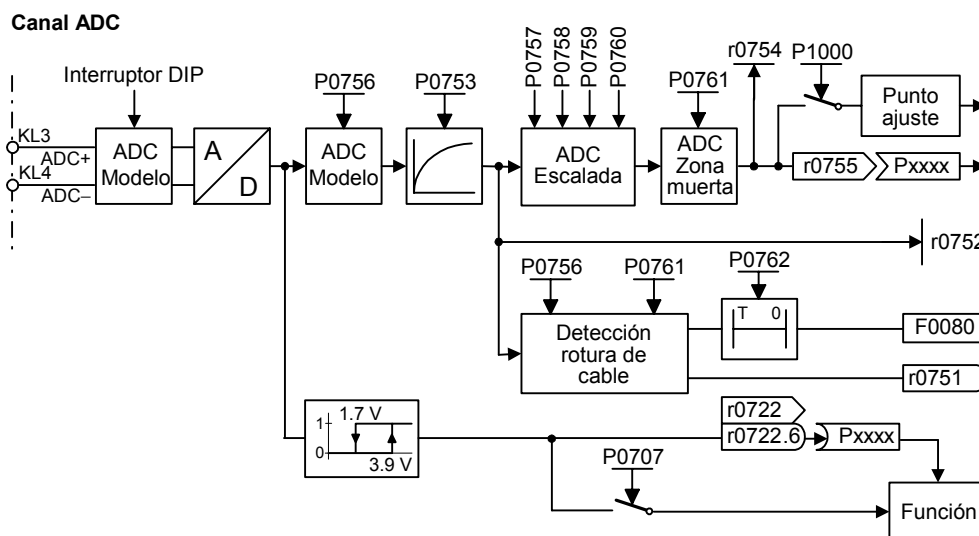 Canal ADC
Interruptor DIP
KL3
ADC+
KL4
ADC–
ADC
Modelo
A
D
P0756
ADC
Modelo
P0753
P0757
P0758
P0759
P0760
ADC
Escalada
P0761
ADC
Zona
muerta
r0754
P1000
Punto
ajuste
r0755
Pxxxx
r0752
P0756
P0761
Detección
rotura de
cable
P0762
T 0
F0080
r0751
1.7 V
1
0
3.9 V
r0722
r0722.6
Pxxxx
P0707
Función